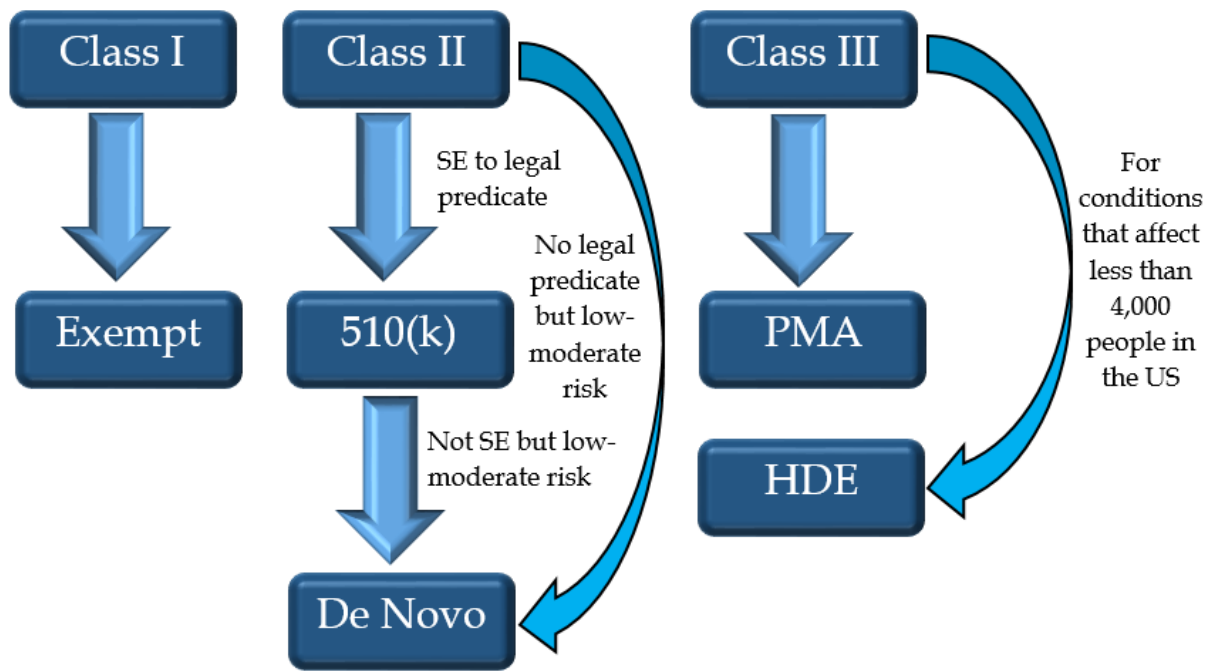 Class I
Class II
Class III
SE to legal
predicate
No legal
predicate
but low-
moderate
risk
For
conditions
that affect
less than
4,000
people in
the US
Exempt
510(k)
PMA
Not SE but low-
moderate risk
HDE
De Novo